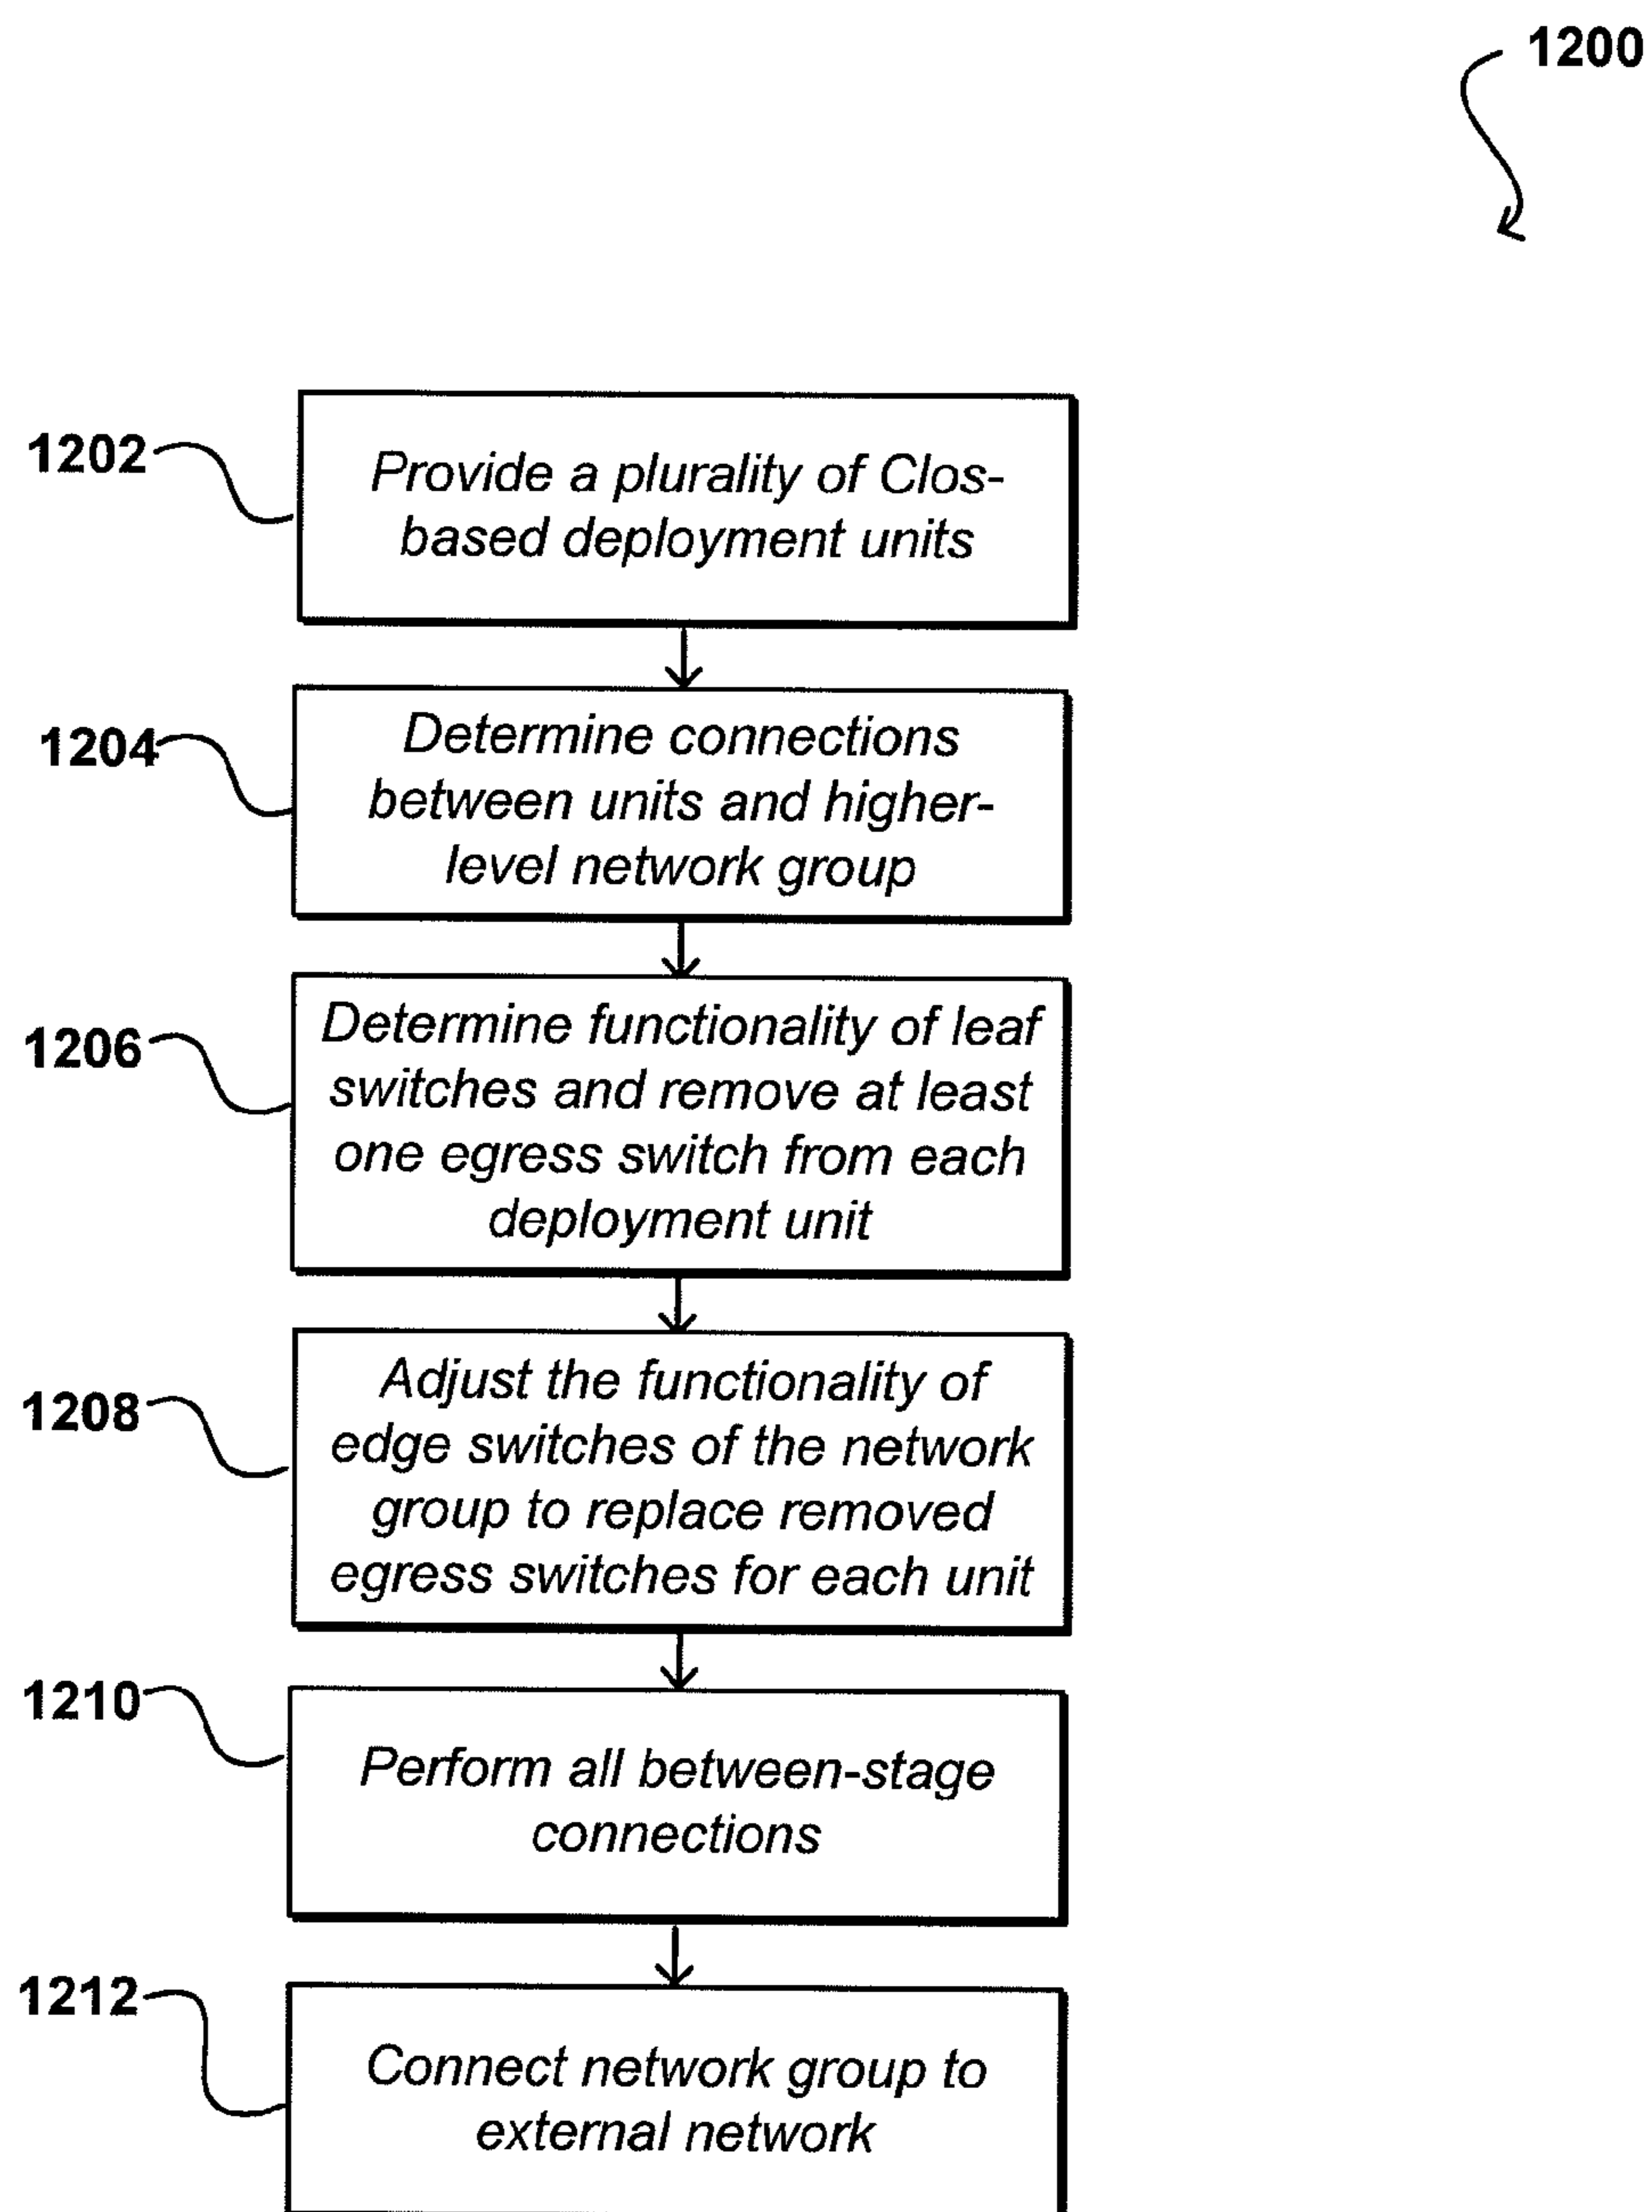 1200
1202
Provide a plurality of Clos-
based deployment units
1204
Determine connections
between units and higher-
level network group
1206
Determine functionality of leaf
switches and remove at least
one egress switch from each
deployment unit
1208
Adjust the functionality of
edge switches of the network
group to replace removed
egress switches for each unit
1210
Perform all between-stage
connections
1212
Connect network group to
external network